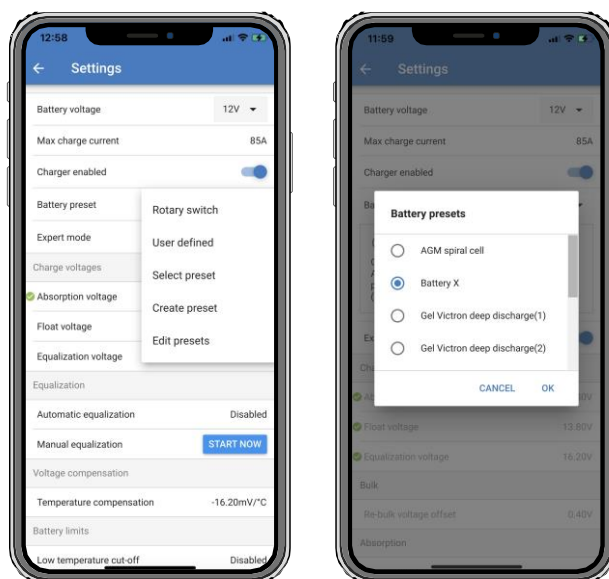 12:58
Settings
Battery voltage 12V
Max charge current 85A
Charger enabled
Battery preset
Expert mode
Rotary switch
User defined
Select preset
Create preset
Edit presets
Charge voltages
Absorption voltage
Float voltage
Equalization voltage
Equalization
Automatic equalization Disabled
Manual equalization START NOW
Voltage compensation
Temperature compensation -16.20mV/°C
Battery limits
Low temperature cut-off Disabled
11:59
Settings
Battery voltage 12V
Max charge current 85A
Charger enabled
Ba
Battery presets
AGM spiral cell
Battery X
Gel Victron deep discharge(1)
Gel Victron deep discharge(2)
CANCEL OK
Ex
Cha
Ab
Float voltage 13.80V
Equalization voltage 16.20V
Bulk
Re-bulk voltage offset 0.40V
Absorption